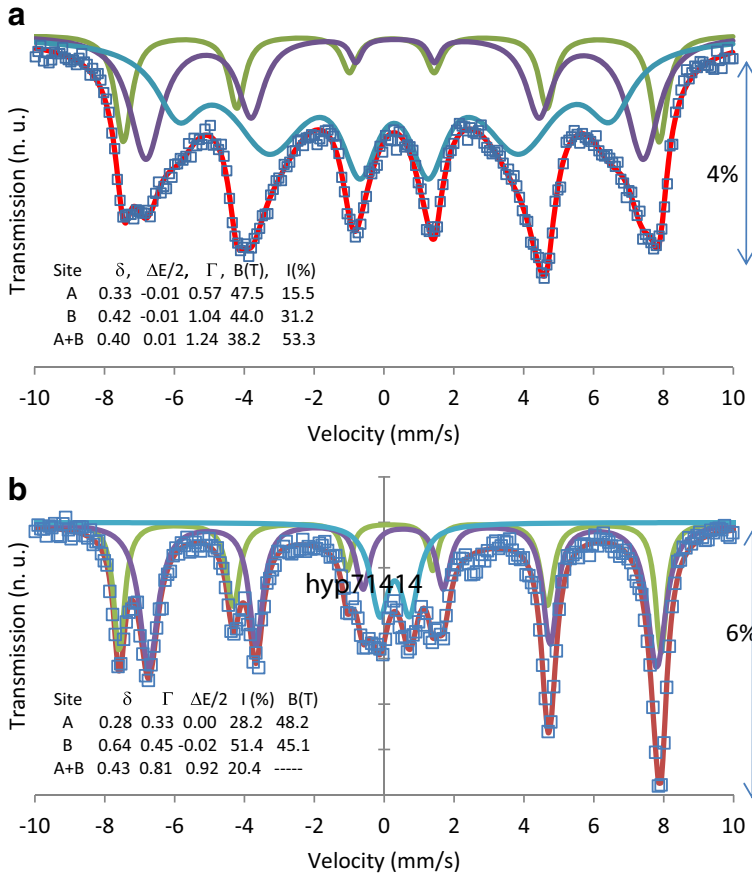 a
Transmission (n. u.)
4%
Site δ, ΔE/2, Γ, B(T), I(%)
A 0.33 -0.01 0.57 47.5 15.5
B 0.42 -0.01 1.04 44.0 31.2
A+B 0.40 0.01 1.24 38.2 53.3
-10 -8 -6 -4 -2 0 2 4 6 8 10
Velocity (mm/s)
b
Transmission (n. u.)
hyp71414
6%
Site δ Γ ΔE/2 I (%) B(T)
A 0.28 0.33 0.00 28.2 48.2
B 0.64 0.45 -0.02 51.4 45.1
A+B 0.43 0.81 0.92 20.4 -----
-10 -8 -6 -4 -2 0 2 4 6 8 10
Velocity (mm/s)